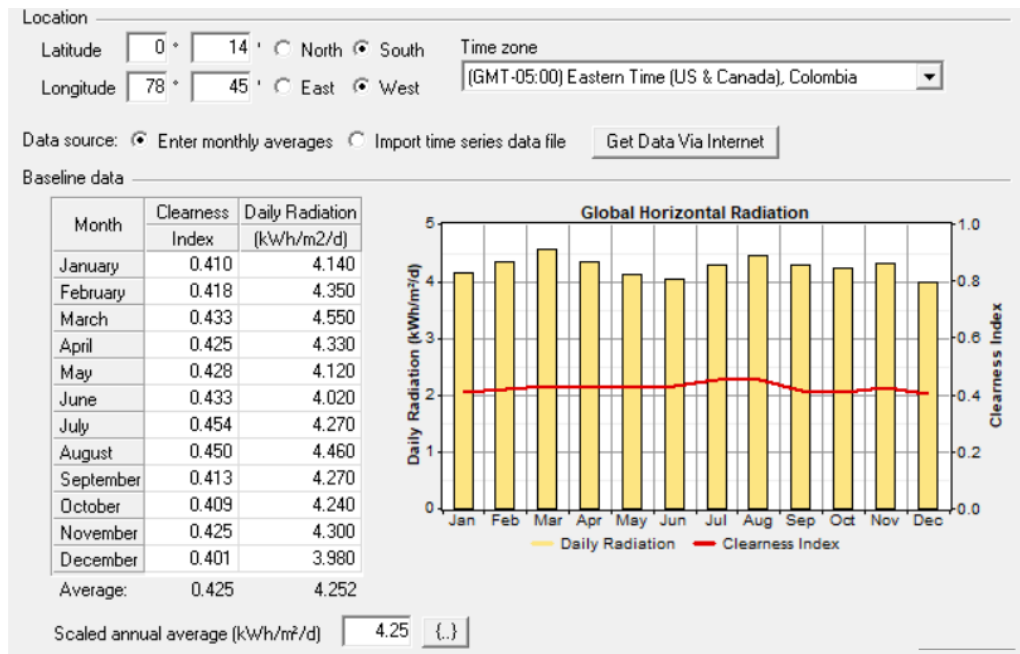 Location
Latitude 0 ° 14 ' North South Time zone
Longitude 78 ° 45 ' East West (GMT-05:00) Eastern Time (US & Canada), Colombia
Data source: Enter monthly averages Import time series data file Get Data Via Internet
Baseline data
Month Clearness Index Daily Radiation (kWh/m2/d)
January 0.410 4.140
February 0.418 4.350
March 0.433 4.550
April 0.425 4.330
May 0.428 4.120
June 0.433 4.020
July 0.454 4.270
August 0.450 4.460
September 0.413 4.270
October 0.409 4.240
November 0.425 4.300
December 0.401 3.980
Average: 0.425 4.252
Global Horizontal Radiation
Daily Radiation (kWh/m²/d)
5
4
3
2
1
0
1.0
0.8
0.6
0.4
0.2
0.0
Clearness Index
Jan Feb Mar Apr May Jun Jul Aug Sep Oct Nov Dec
Daily Radiation Clearness Index
Scaled annual average (kWh/m²/d) 4.25 {..}